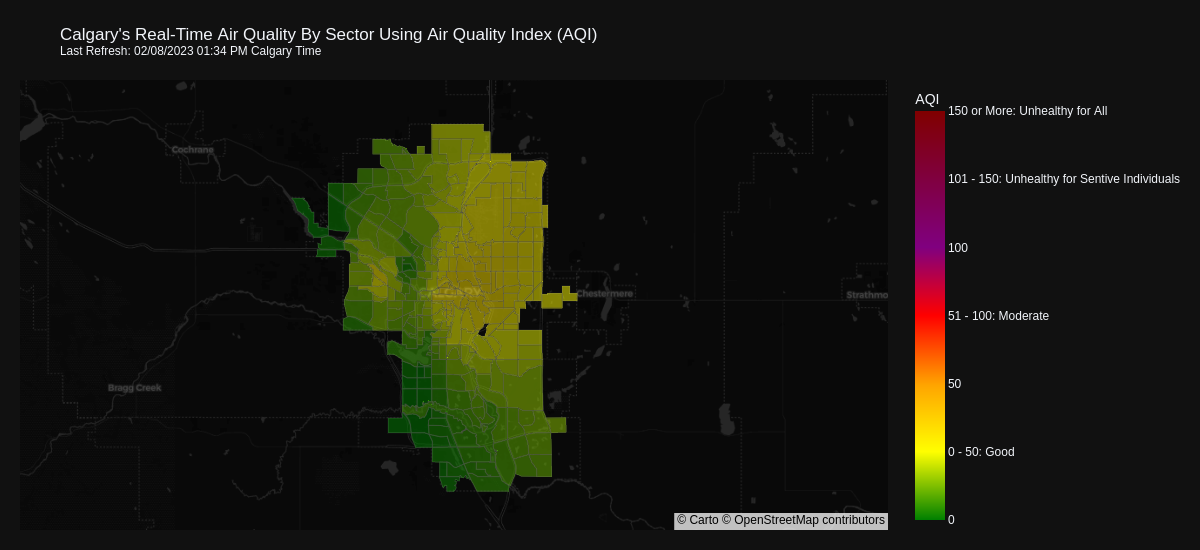 Calgary's Real-Time Air Quality By Sector Using Air Quality Index (AQI)
Last Refresh: 02/08/2023 01:34 PM Calgary Time
AQI
150 or More: Unhealthy for All
101 - 150: Unhealthy for Sentive Individuals
100
51 - 100: Moderate
50
0 - 50: Good
0
Cochrane
CALGARY
Chestermere
Strathmo
Bragg Creek
© Carto © OpenStreetMap contributors